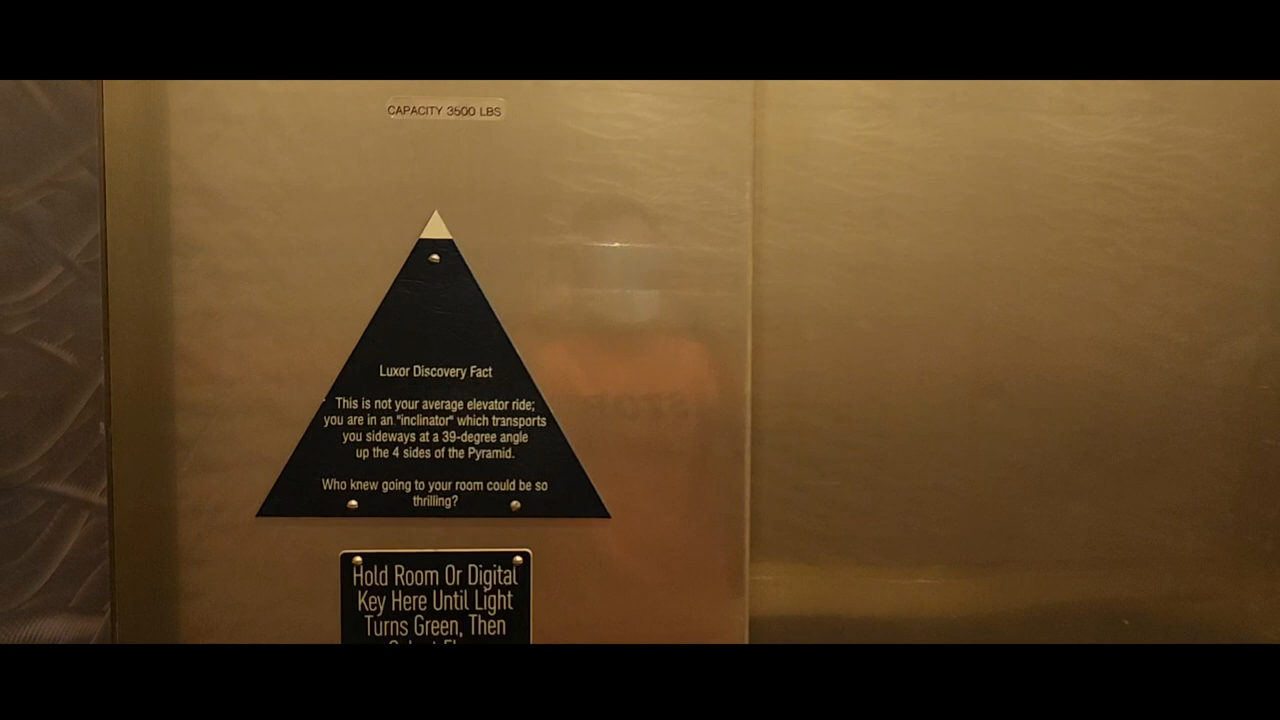 CAPACITY 3500 LBS
Luxor Discovery Fact
This is not your average elevator ride;
you are in an "inclinator" which transports
you sideways at a 39-degree angle
up the 4 sides of the Pyramid.
Who knew going to your room could be so
thrilling?
Hold Room Or Digital
Key Here Until Light
Turns Green, Then